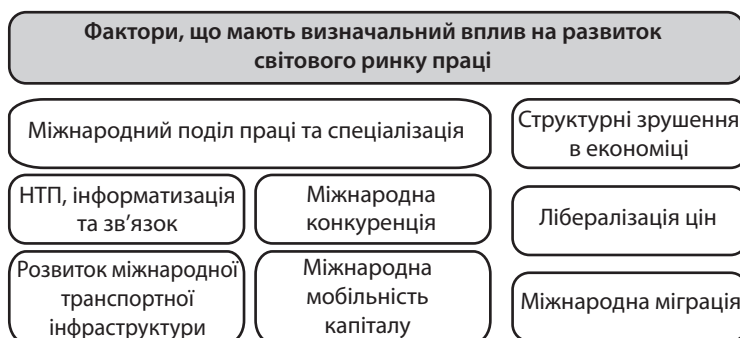 Фактори, що мають визначальний вплив на развиток
світового ринку праці
Міжнародний поділ праці та спеціалізація
Структурні зрушення
в економіці
НТП, інформатизація
та зв’язок
Міжнародна
конкуренція
Лібералізація цін
Розвиток міжнародної
транспортної
інфраструктури
Міжнародна
мобільність
капіталу
Міжнародна міграція